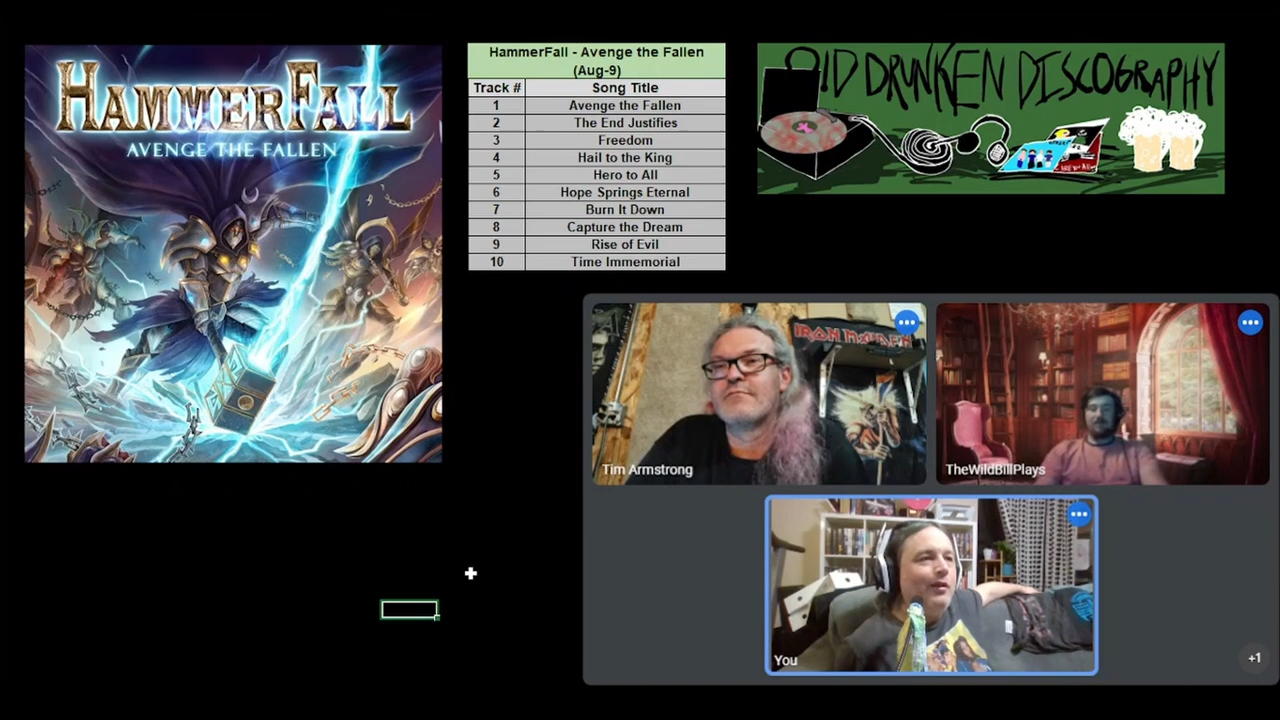 HAMMERFALL
AVENGE THE FALLEN
HammerFall - Avenge the Fallen
(Aug-9)
Track # Song Title
1 Avenge the Fallen
2 The End Justifies
3 Freedom
4 Hail to the King
5 Hero to All
6 Hope Springs Eternal
7 Burn It Down
8 Capture the Dream
9 Rise of Evil
10 Time Immemorial
OLD DRUNKEN DISCOGRAPHY
IRON MAIDEN
Tim Armstrong
TheWildBillPlays
You
+1